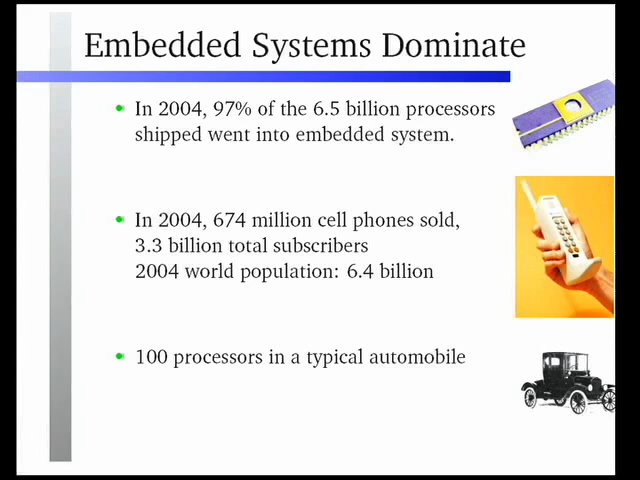 Embedded Systems Dominate
In 2004, 97% of the 6.5 billion processors
shipped went into embedded system.
In 2004, 674 million cell phones sold,
3.3 billion total subscribers
2004 world population: 6.4 billion
100 processors in a typical automobile